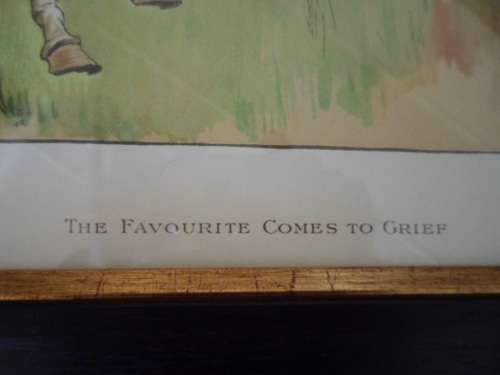 The Favourite Comes to Grief